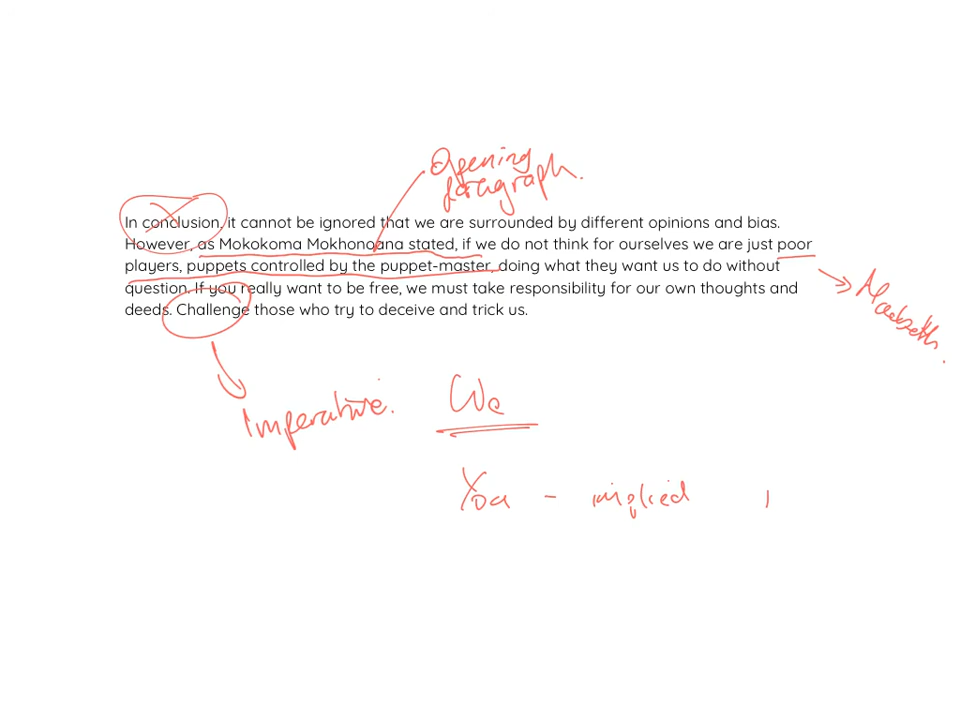 Opening
Paragraph.
In conclusion, it cannot be ignored that we are surrounded by different opinions and bias.
However, as Mokokoma Mokhonoana stated, if we do not think for ourselves we are just poor
players, puppets controlled by the puppet-master, doing what they want us to do without
question. If you really want to be free, we must take responsibility for our own thoughts and
deeds. Challenge those who try to deceive and trick us.
Macbeth.
Imperative.
We
You - implied